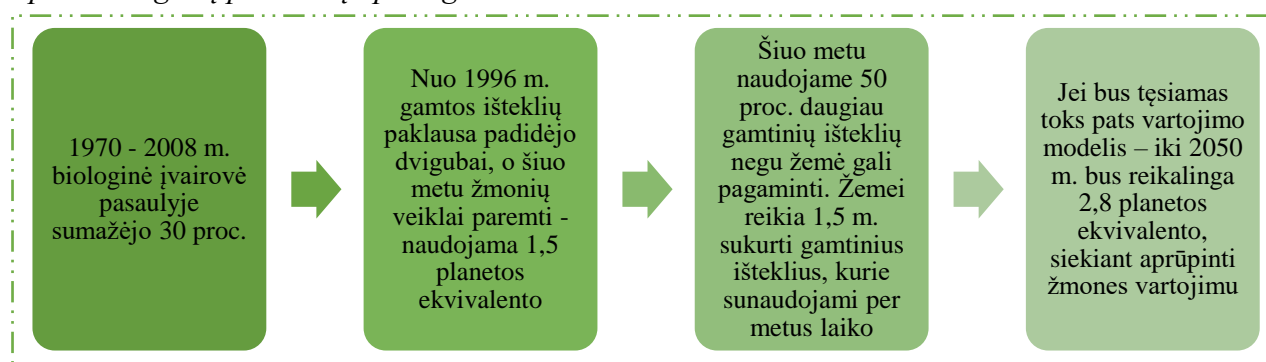 1970 - 2008 m.
biologinė įvairovė
pasaulyje
sumažėjo 30 proc.
Nuo 1996 m.
gamtos išteklių
paklausa padidėjo
dvigubai, o šiuo
metu žmonių
veiklai paremti -
naudojama 1,5
planetos
ekvivalento
Šiuo metu
naudojame 50
proc. daugiau
gamtinių išteklių
negu žemė gali
pagaminti. Žemei
reikia 1,5 m.
sukurti gamtinius
išteklius, kurie
sunaudojami per
metus laiko
Jei bus tęsiamas
toks pats vartojimo
modelis – iki 2050
m. bus reikalinga
2,8 planetos
ekvivalento,
siekiant aprūpinti
žmones vartojimu